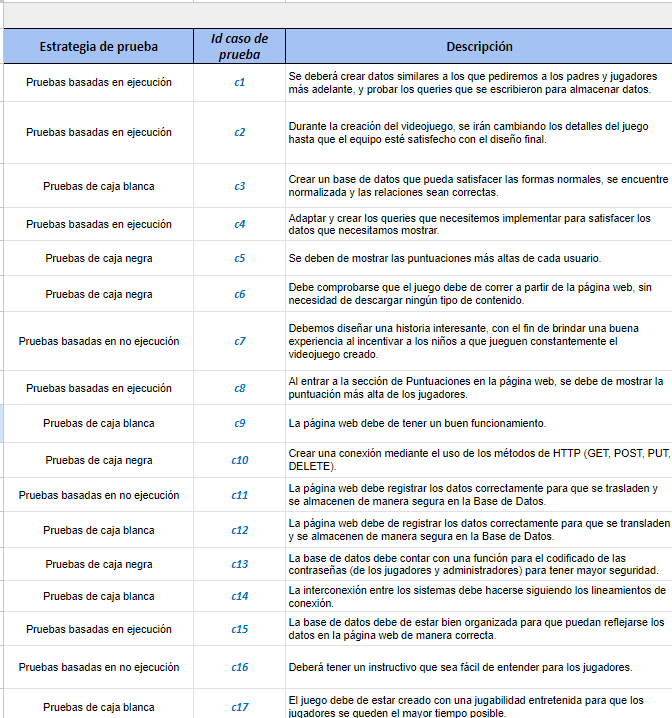 Estrategia de prueba
Id caso de
prueba
Descripción
Pruebas basadas en ejecución
c1
Se deberá crear datos similares a los que pediremos a los padres y jugadores
más adelante, y probar los queries que se escribieron para almacenar datos.
Pruebas basadas en ejecución
c2
Durante la creación del videojuego, se irán cambiando los detalles del juego
hasta que el equipo esté satisfecho con el diseño final.
Pruebas de caja blanca
c3
Crear un base de datos que pueda satisfacer las formas normales, se encuentre
normalizada y las relaciones sean correctas.
Pruebas basadas en ejecución
c4
Adaptar y crear los queries que necesitemos implementar para satisfacer los
datos que necesitamos mostrar.
Pruebas de caja negra
c5
Se deben de mostrar las puntuaciones más altas de cada usuario.
Pruebas de caja negra
c6
Debe comprobarse que el juego debe de correr a partir de la página web, sin
necesidad de descargar ningún tipo de contenido.
Pruebas basadas en no ejecución
c7
Debemos diseñar una historia interesante, con el fin de brindar una buena
experiencia al incentivar a los niños a que jueguen constantemente el
videojuego creado.
Pruebas basadas en ejecución
c8
Al entrar a la sección de Puntuaciones en la página web, se debe de mostrar la
puntuación más alta de los jugadores.
Pruebas de caja blanca
c9
La página web debe de tener un buen funcionamiento.
Pruebas de caja negra
c10
Crear una conexión mediante el uso de los métodos de HTTP (GET, POST, PUT,
DELETE).
Pruebas basadas en no ejecución
c11
La página web debe registrar los datos correctamente para que se trasladen y
se almacenen de manera segura en la Base de Datos.
Pruebas de caja blanca
c12
La página web debe de registrar los datos correctamente para que se transladen
y se almacenen de manera segura en la Base de Datos.
Pruebas de caja negra
c13
La base de datos debe contar con una función para el codificado de las
contraseñas (de los jugadores y administradores) para tener mayor seguridad.
Pruebas de caja blanca
c14
La interconexión entre los sistemas debe hacerse siguiendo los lineamientos de
conexión.
Pruebas basadas en ejecución
c15
La base de datos debe de estar bien organizada para que puedan reflejarse los
datos en la página web de manera correcta.
Pruebas basadas en no ejecución
c16
Deberá tener un instructivo que sea fácil de entender para los jugadores.
Pruebas de caja blanca
c17
El juego debe de estar creado con una jugabilidad entretenida para que los
jugadores se queden el mayor tiempo posible.